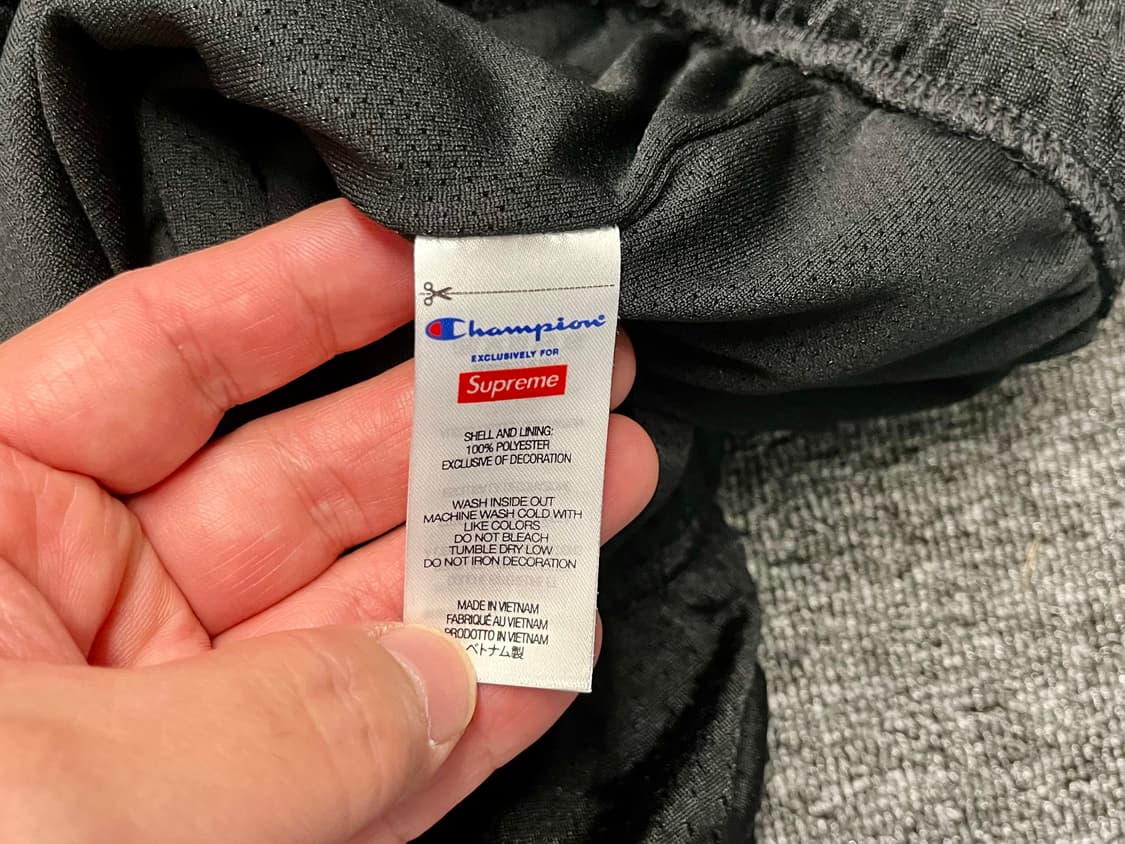 Champion
EXCLUSIVELY FOR
Supreme
SHELL AND LINING:
100% POLYESTER
EXCLUSIVE OF DECORATION
WASH INSIDE OUT
MACHINE WASH COLD WITH
LIKE COLORS
DO NOT BLEACH
TUMBLE DRY LOW
DO NOT IRON DECORATION
MADE IN VIETNAM
FABRIQUÉ AU VIETNAM
PRODOTTO IN VIETNAM
ベトナム製